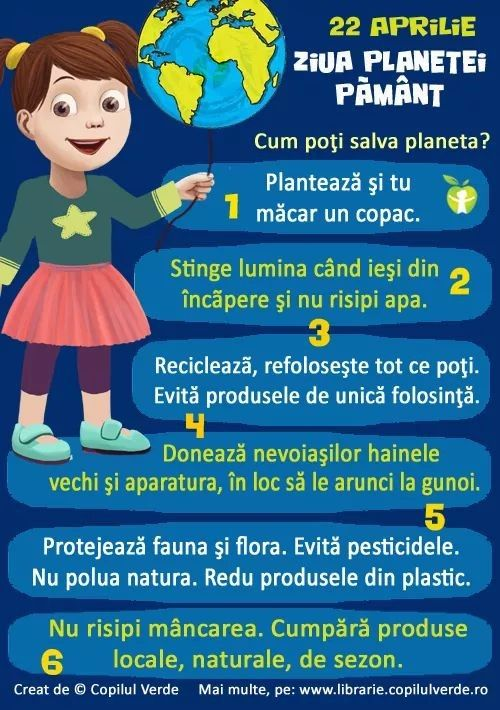 22 APRILIE
ZIUA PLANETEI
PÃMÂNT
Cum poţi salva planeta?
Plantează şi tu
1 măcar un copac.
Stinge lumina când ieşi din
2
încãpere şi nu risipi apa.
3
Reciclează, refoloseşte tot ce poţi.
Evită produsele de unică folosinţă.
4
Donează nevoiaşilor hainele
vechi şi aparatura, în loc să le arunci la gunoi.
5
Protejează fauna şi flora. Evită pesticidele.
Nu polua natura. Redu produsele din plastic.
Nu risipi mâncarea. Cumpără produse
6 locale, naturale, de sezon.
Creat de © Copilul Verde Mai multe, pe: www.librarie.copilulverde.ro